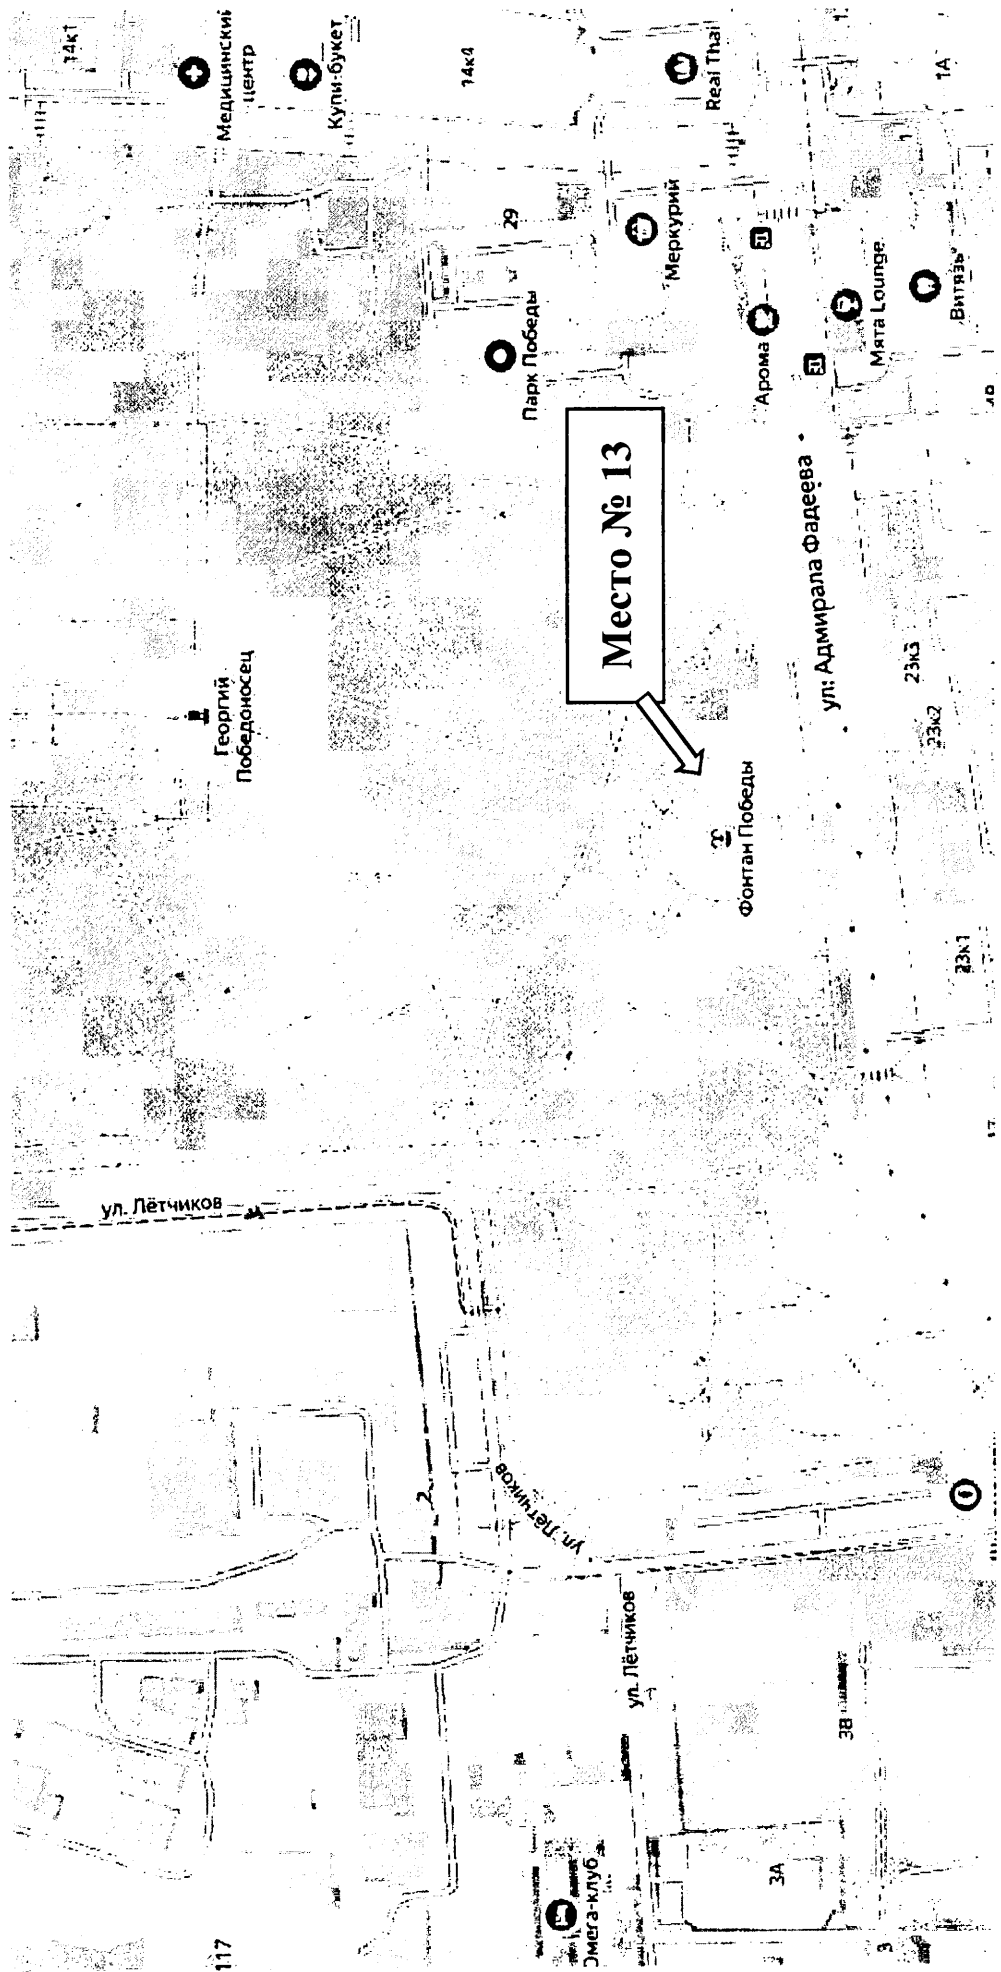 117
ул. Лётчиков
14к1
Медицинский
центр
Купи-букет
Георгий
Победоносец
2
14к4
29
Парк Победы
ул. Лётчиков
Омега-клуб
ул. Лётчиков
Место № 13
Меркурий
Real Thai
Фонтан Победы
Арома
3А
3В
ул. Адмирала Фадеева
Мята Lounge
3
23к1
23к2
23к3
Витязь
1А